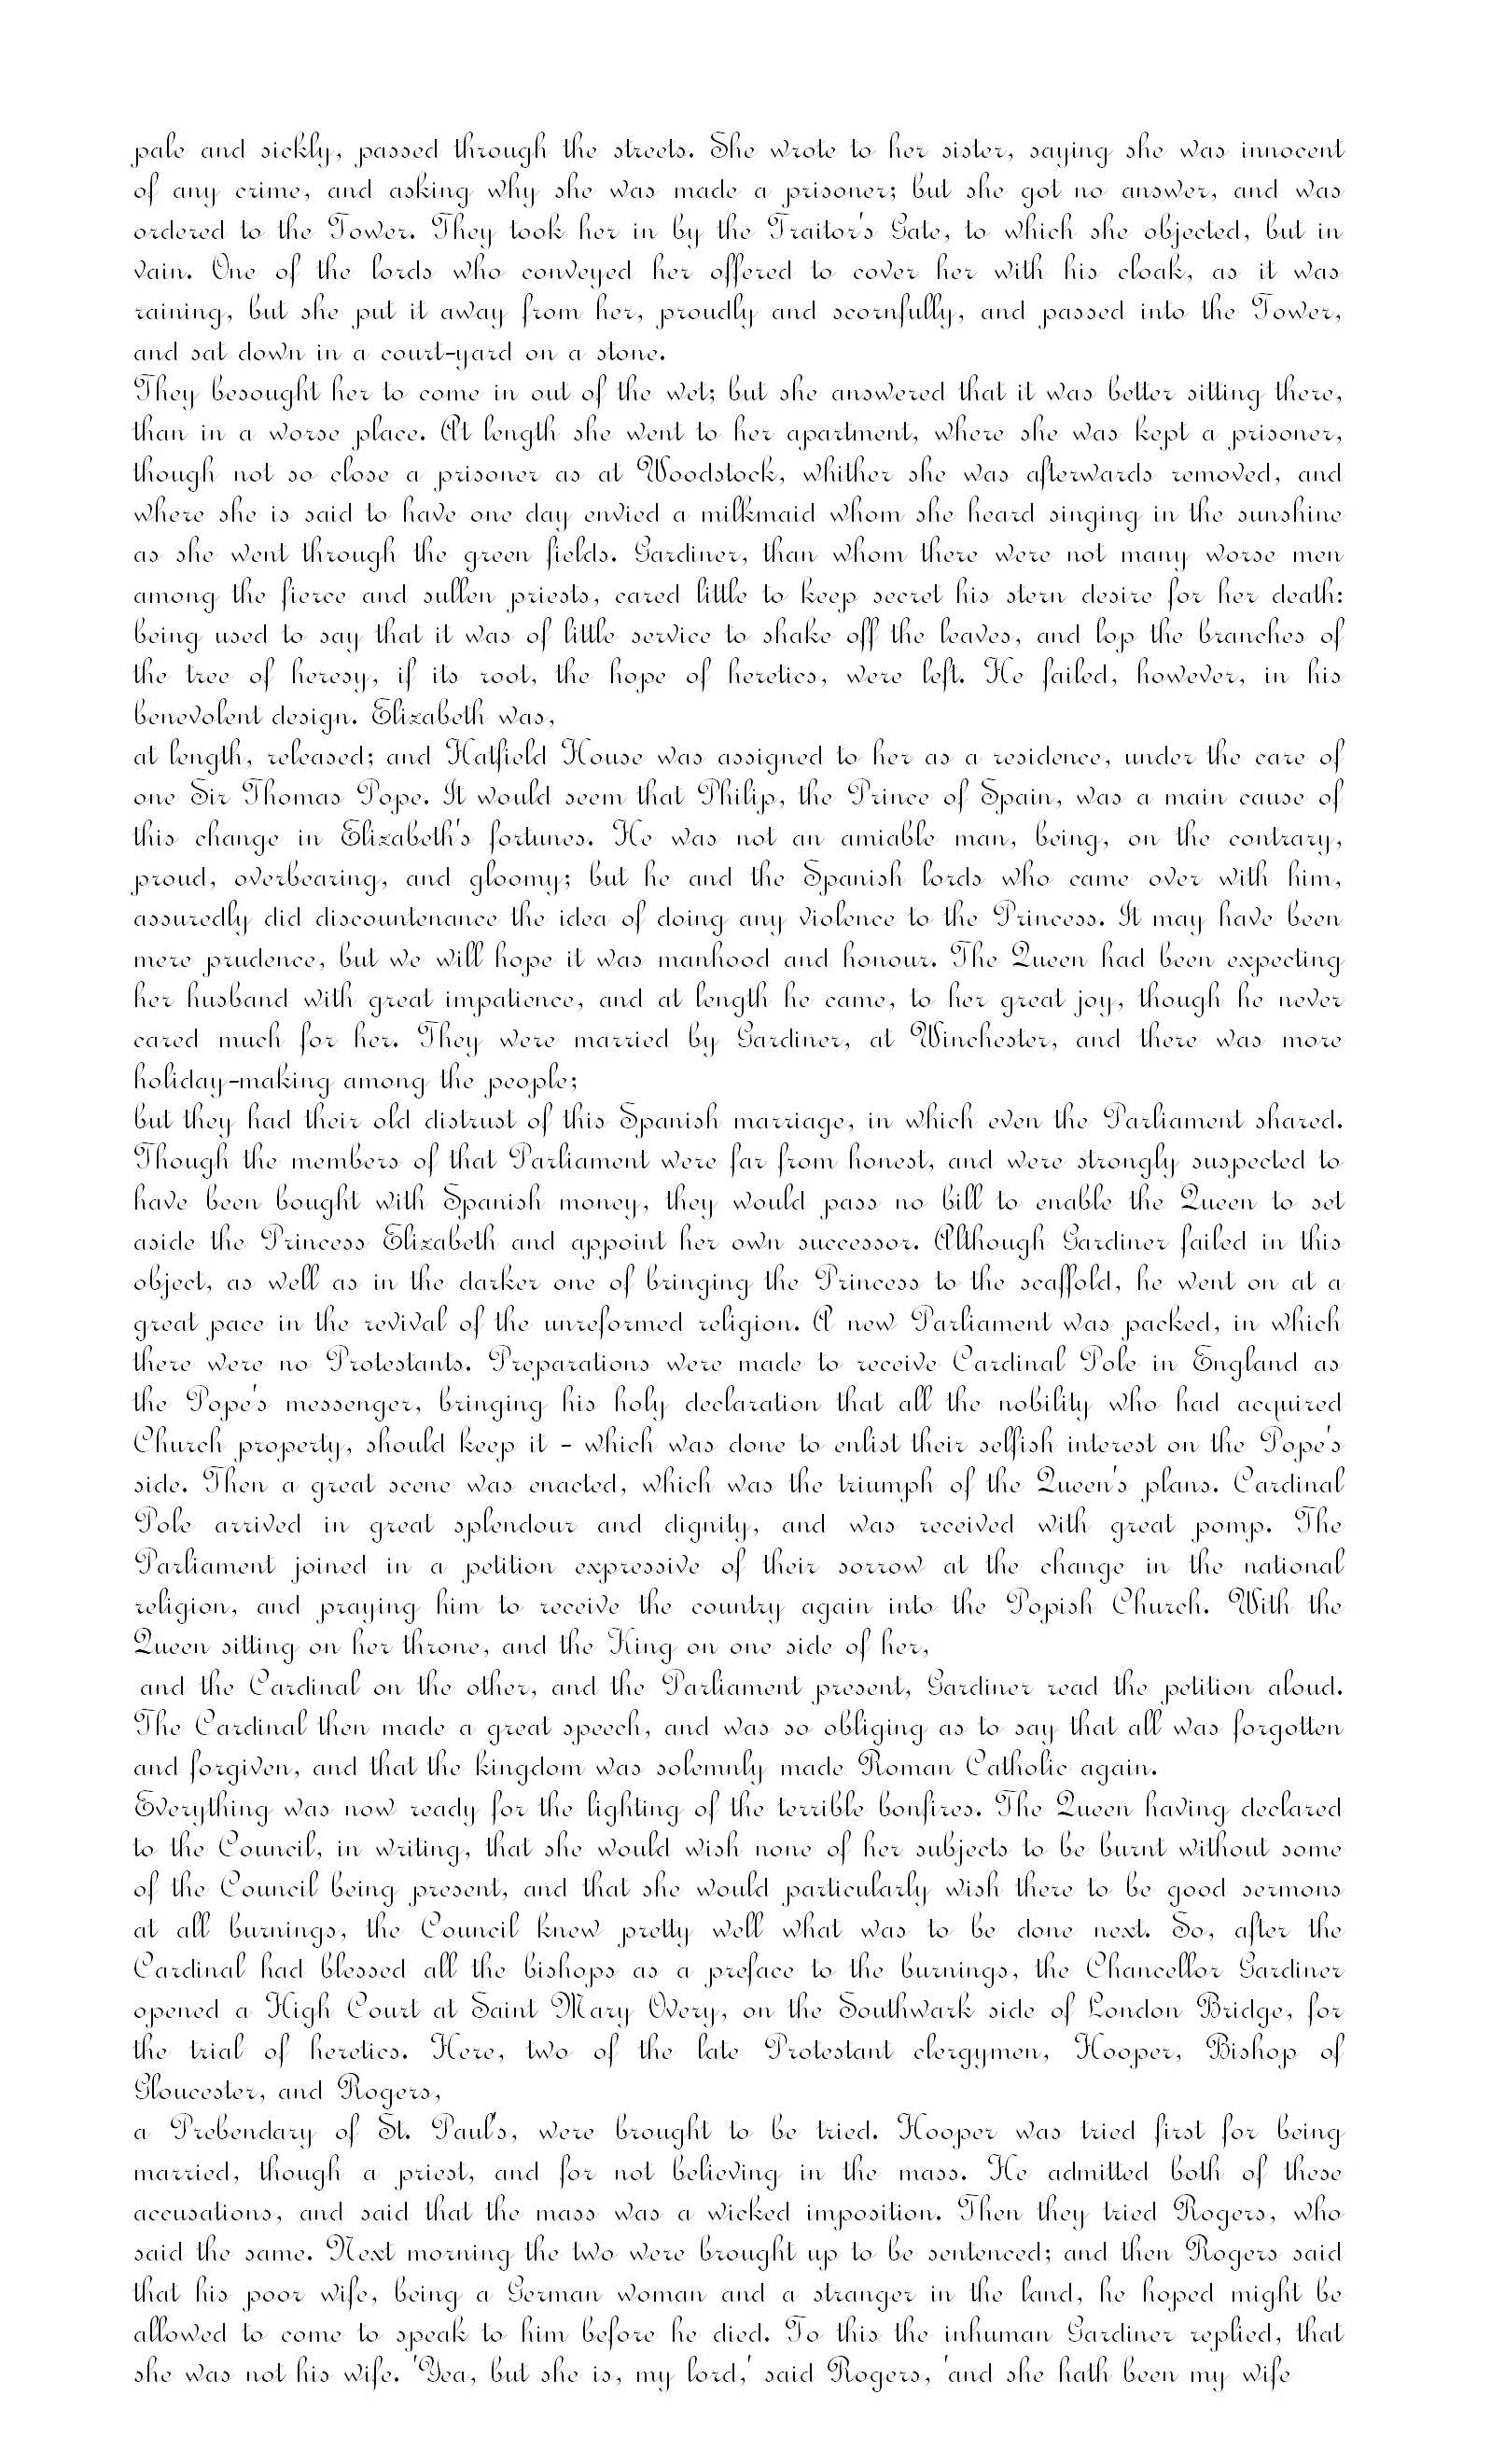 pale and sickly, passed through the streets. She wrote to her sister, saying she was innocent
of any crime, and asking why she was made a prisoner; but she got no answer, and was
ordered to the Tower. They took her in by the Traitor's Gate, to which she objected, but in
vain. One of the lords who conveyed her offered to cover her with his cloak, as it was
raining, but she put it away from her, proudly and scornfully, and passed into the Tower,
and sat down in a court-yard on a stone.
They besought her to come in out of the wet; but she answered that it was better sitting there,
than in a worse place. At length she went to her apartment, where she was kept a prisoner,
though not so close a prisoner as at Woodstock, whither she was afterwards removed, and
where she is said to have one day envied a milkmaid whom she heard singing in the sunshine
as she went through the green fields. Gardiner, than whom there were not many worse men
among the fierce and sullen priests, cared little to keep secret his stern desire for her death:
being used to say that it was of little service to shake off the leaves, and lop the branches of
the tree of heresy, if its root, the hope of heretics, were left. He failed, however, in his
benevolent design. Elizabeth was,
at length, released; and Hatfield House was assigned to her as a residence, under the care of
one Sir Thomas Pope. It would seem that Philip, the Prince of Spain, was a main cause of
this change in Elizabeth's fortunes. He was not an amiable man, being, on the contrary,
proud, overbearing, and gloomy; but he and the Spanish lords who came over with him,
assuredly did discountenance the idea of doing any violence to the Princess. It may have been
mere prudence, but we will hope it was manhood and honour. The Queen had been expecting
her husband with great impatience, and at length he came, to her great joy, though he never
cared much for her. They were married by Gardiner, at Winchester, and there was more
holiday-making among the people;
but they had their old distrust of this Spanish marriage, in which even the Parliament shared.
Though the members of that Parliament were far from honest, and were strongly suspected to
have been bought with Spanish money, they would pass no bill to enable the Queen to set
aside the Princess Elizabeth and appoint her own successor. Although Gardiner failed in this
object, as well as in the darker one of bringing the Princess to the scaffold, he went on at a
great pace in the revival of the unreformed religion. A new Parliament was packed, in which
there were no Protestants. Preparations were made to receive Cardinal Pole in England as
the Pope's messenger, bringing his holy declaration that all the nobility who had acquired
Church property, should keep it - which was done to enlist their selfish interest on the Pope's
side. Then a great scene was enacted, which was the triumph of the Queen's plans. Cardinal
Pole arrived in great splendour and dignity, and was received with great pomp. The
Parliament joined in a petition expressive of their sorrow at the change in the national
religion, and praying him to receive the country again into the Popish Church. With the
Queen sitting on her throne, and the King on one side of her,
and the Cardinal on the other, and the Parliament present, Gardiner read the petition aloud.
The Cardinal then made a great speech, and was so obliging as to say that all was forgotten
and forgiven, and that the kingdom was solemnly made Roman Catholic again.
Everything was now ready for the lighting of the terrible bonfires. The Queen having declared
to the Council, in writing, that she would wish none of her subjects to be burnt without some
of the Council being present, and that she would particularly wish there to be good sermons
at all burnings, the Council knew pretty well what was to be done next. So, after the
Cardinal had blessed all the bishops as a preface to the burnings, the Chancellor Gardiner
opened a High Court at Saint Mary Overy, on the Southwark side of London Bridge, for
the trial of heretics. Here, two of the late Protestant clergymen, Hooper, Bishop of
Gloucester, and Rogers,
a Prebendary of St. Paul's, were brought to be tried. Hooper was tried first for being
married, though a priest, and for not believing in the mass. He admitted both of these
accusations, and said that the mass was a wicked imposition. Then they tried Rogers, who
said the same. Next morning the two were brought up to be sentenced; and then Rogers said
that his poor wife, being a German woman and a stranger in the land, he hoped might be
allowed to come to speak to him before he died. To this the inhuman Gardiner replied, that
she was not his wife. 'Yea, but she is, my lord,' said Rogers, 'and she hath been my wife